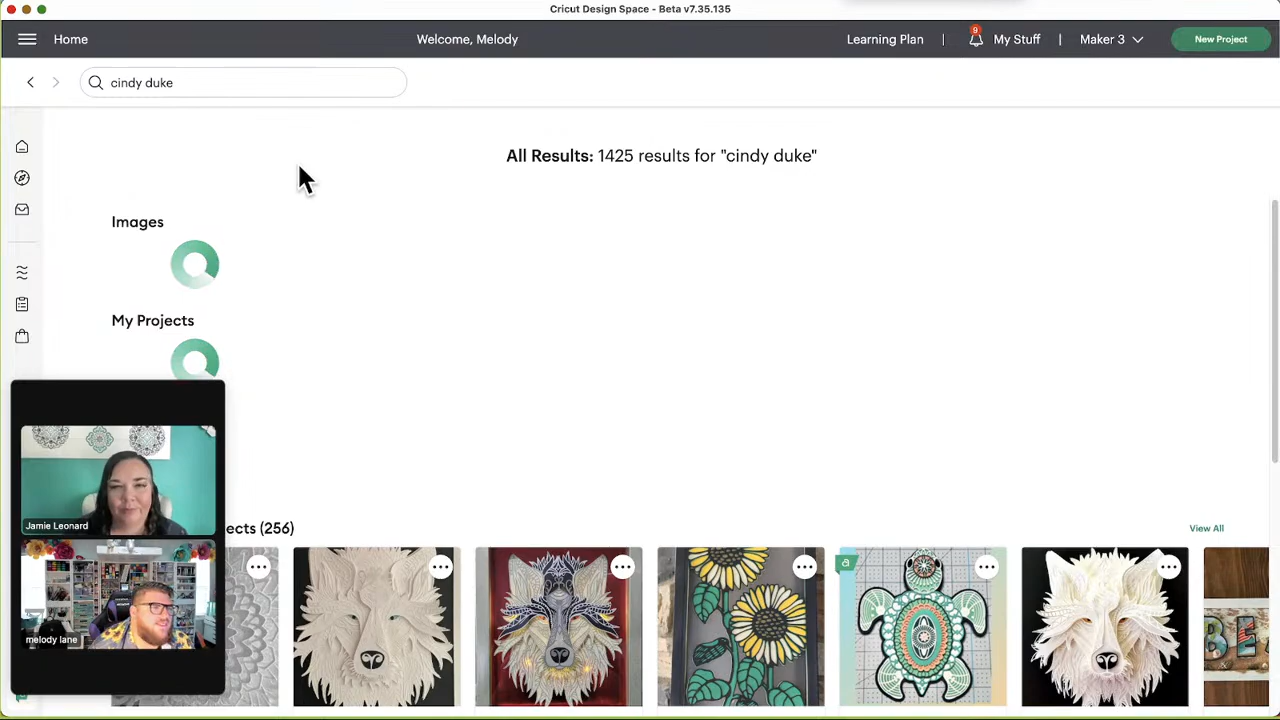 Cricut Design Space - Beta v7.35.135
Home
Welcome, Melody
Learning Plan | 9 My Stuff | Maker 3
New Project
cindy duke
All Results: 1425 results for "cindy duke"
Images
My Projects
Jamie Leonard
melody lane
ects (256)
View All
a
BE